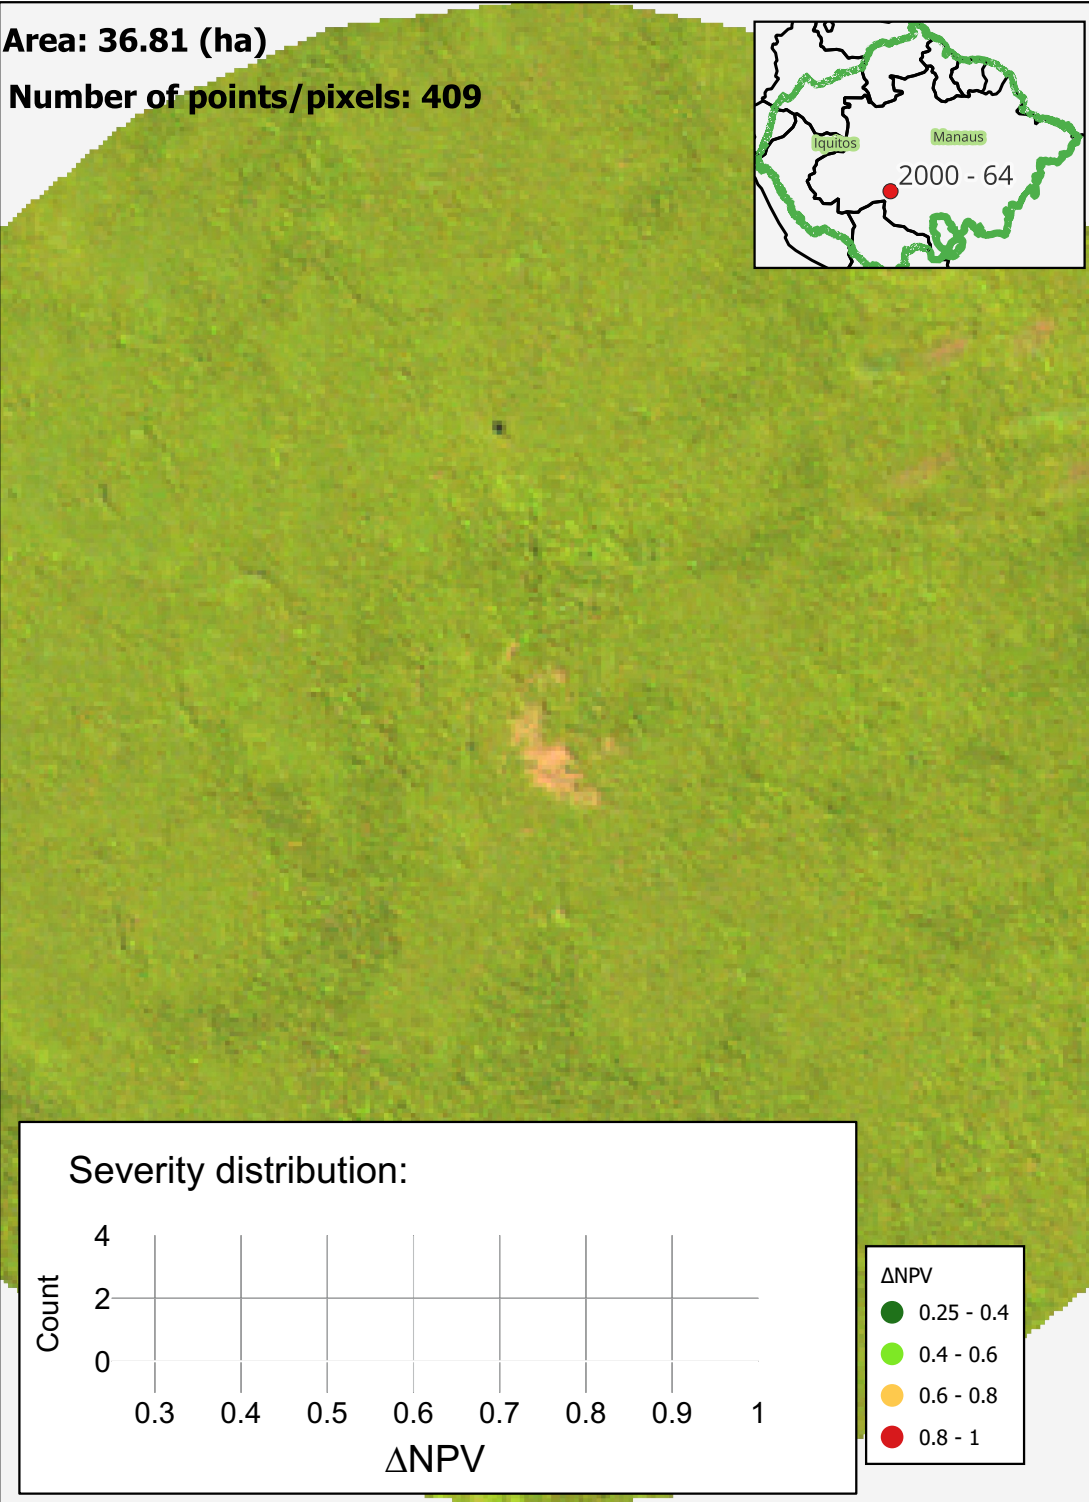 Area: 36.81 (ha)
Number of points/pixels: 409
Iquitos
Manaus
2000 - 64
Severity distribution:
4
2
0
Count
0.3 0.4 0.5 0.6 0.7 0.8 0.9 1
ΔNPV
ΔNPV
0.25 - 0.4
0.4 - 0.6
0.6 - 0.8
0.8 - 1